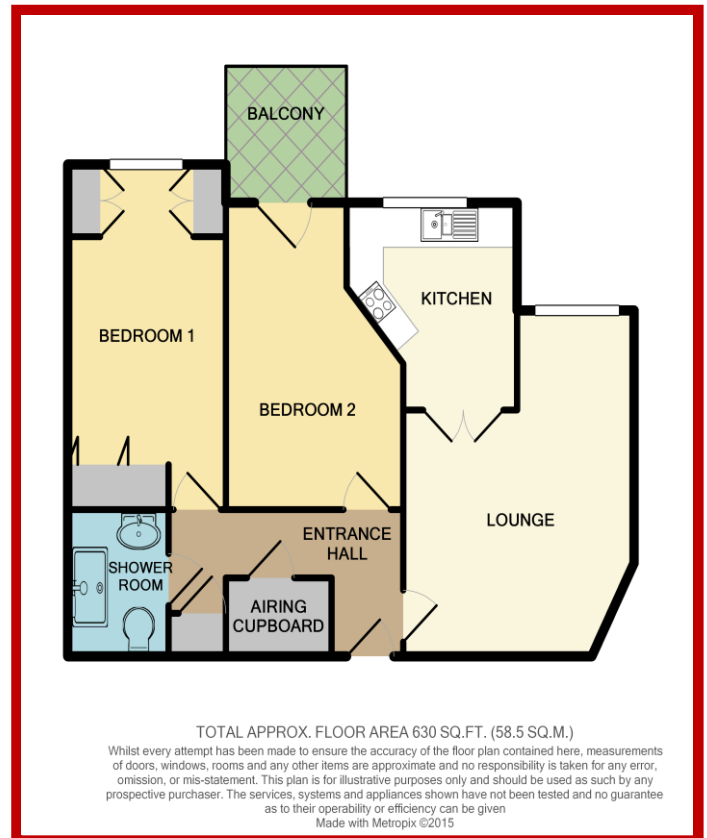 BALCONY
KITCHEN
BEDROOM 1
BEDROOM 2
LOUNGE
ENTRANCE
HALL
SHOWER
ROOM
AIRING
CUPBOARD
TOTAL APPROX. FLOOR AREA 630 SQ.FT. (58.5 SQ.M.)
Whilst every attempt has been made to ensure the accuracy of the floor plan contained here, measurements
of doors, windows, rooms and any other items are approximate and no responsibility is taken for any error,
omission, or mis-statement. This plan is for illustrative purposes only and should be used as such by any
prospective purchaser. The services, systems and appliances shown have not been tested and no guarantee
as to their operability or efficiency can be given
Made with Metropix ©2015